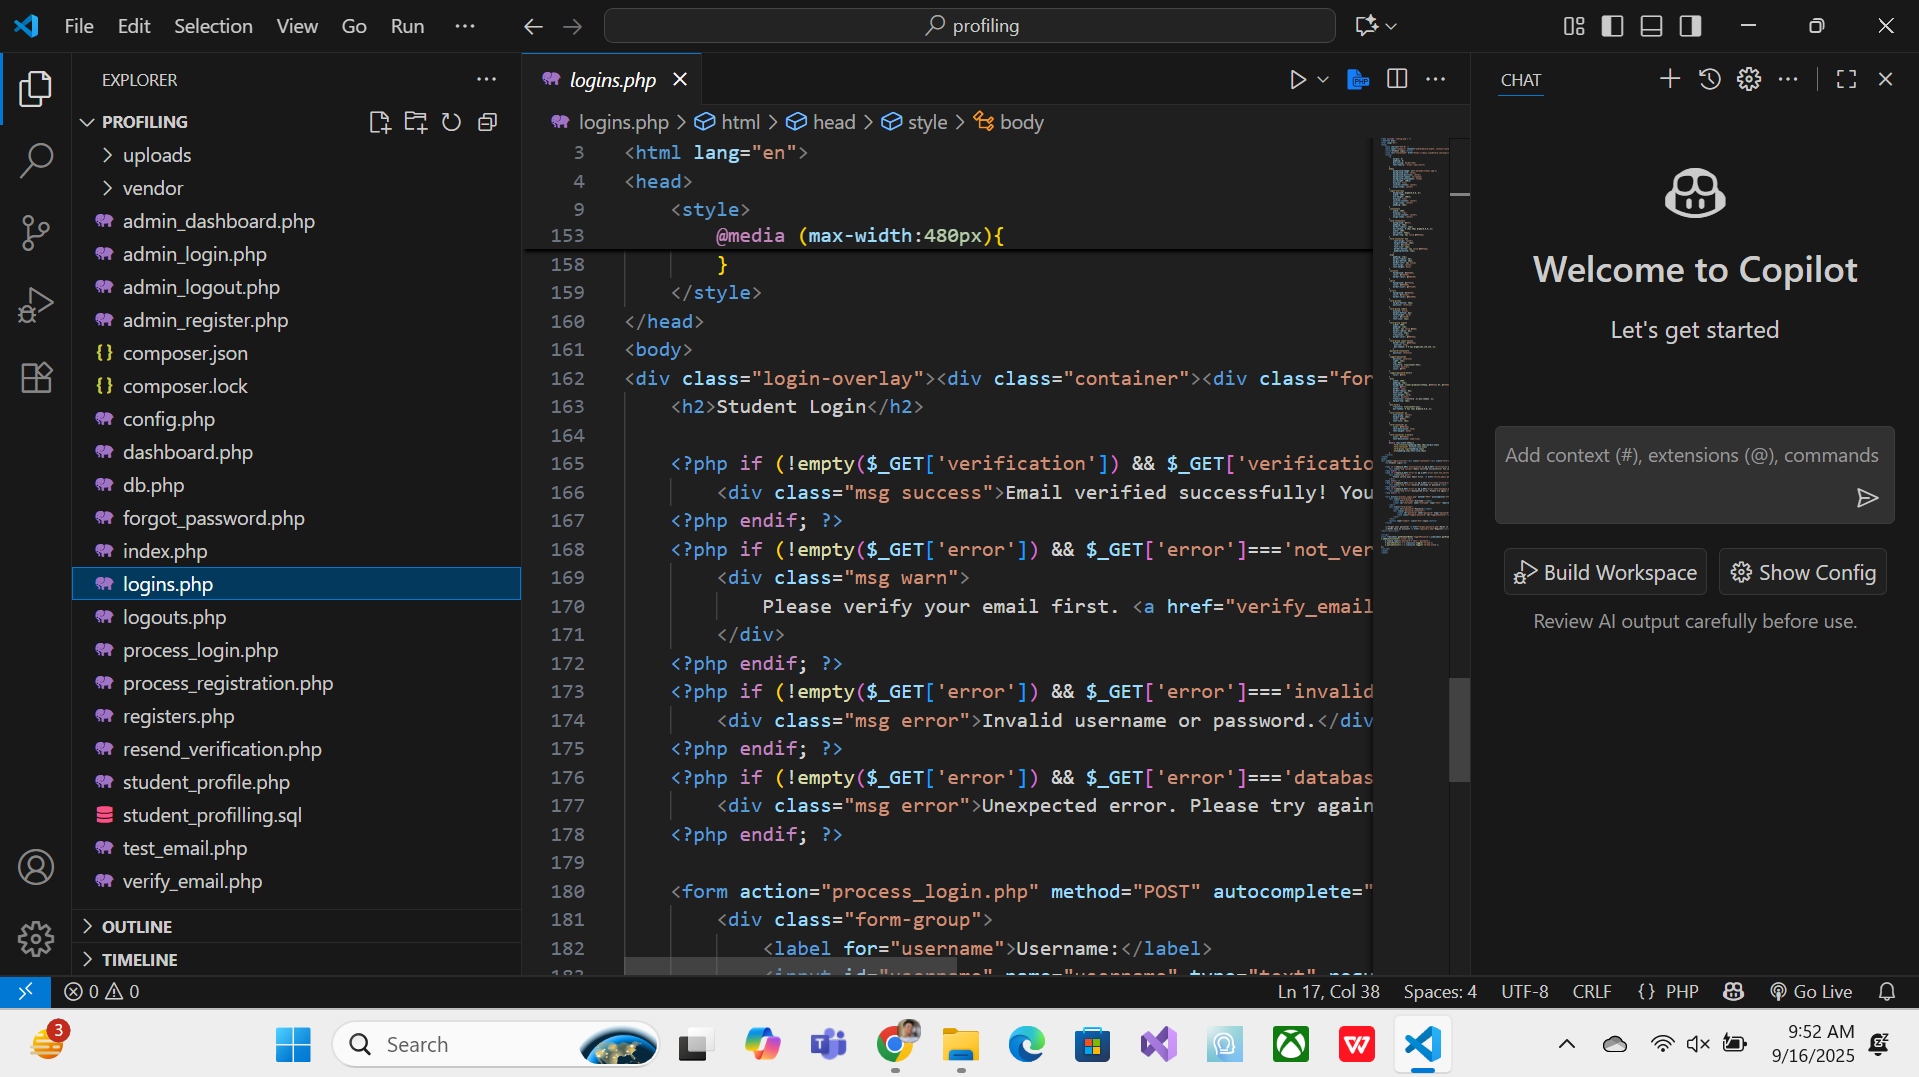 File Edit Selection View Go Run ··· profiling
EXPLORER
PROFILING
uploads
vendor
admin_dashboard.php
admin_login.php
admin_logout.php
admin_register.php
composer.json
composer.lock
config.php
dashboard.php
db.php
forgot_password.php
index.php
logins.php
logouts.php
process_login.php
process_registration.php
registers.php
resend_verification.php
student_profile.php
student_profilling.sql
test_email.php
verify_email.php
OUTLINE
TIMELINE
logins.php
logins.php > html > head > style > body
3 <html lang="en">
4 <head>
9 <style>
153 @media (max-width:480px){
158 }
159 </style>
160 </head>
161 <body>
162 <div class="login-overlay"><div class="container"><div class="for
163 <h2>Student Login</h2>
164
165 <?php if (!empty($_GET['verification']) && $_GET['verificatio
166 <div class="msg success">Email verified successfully! You
167 <?php endif; ?>
168 <?php if (!empty($_GET['error']) && $_GET['error']==='not_ver
169 <div class="msg warn">
170 Please verify your email first. <a href="verify_email
171 </div>
172 <?php endif; ?>
173 <?php if (!empty($_GET['error']) && $_GET['error']==='invalid
174 <div class="msg error">Invalid username or password.</div
175 <?php endif; ?>
176 <?php if (!empty($_GET['error']) && $_GET['error']==='databas
177 <div class="msg error">Unexpected error. Please try again
178 <?php endif; ?>
179
180 <form action="process_login.php" method="POST" autocomplete="
181 <div class="form-group">
182 <label for="username">Username:</label>
CHAT
Welcome to Copilot
Let's get started
Add context (#), extensions (@), commands
Build Workspace Show Config
Review AI output carefully before use.
0 0 Ln 17, Col 38 Spaces: 4 UTF-8 CRLF {} PHP Go Live
3 Search 9:52 AM
9/16/2025